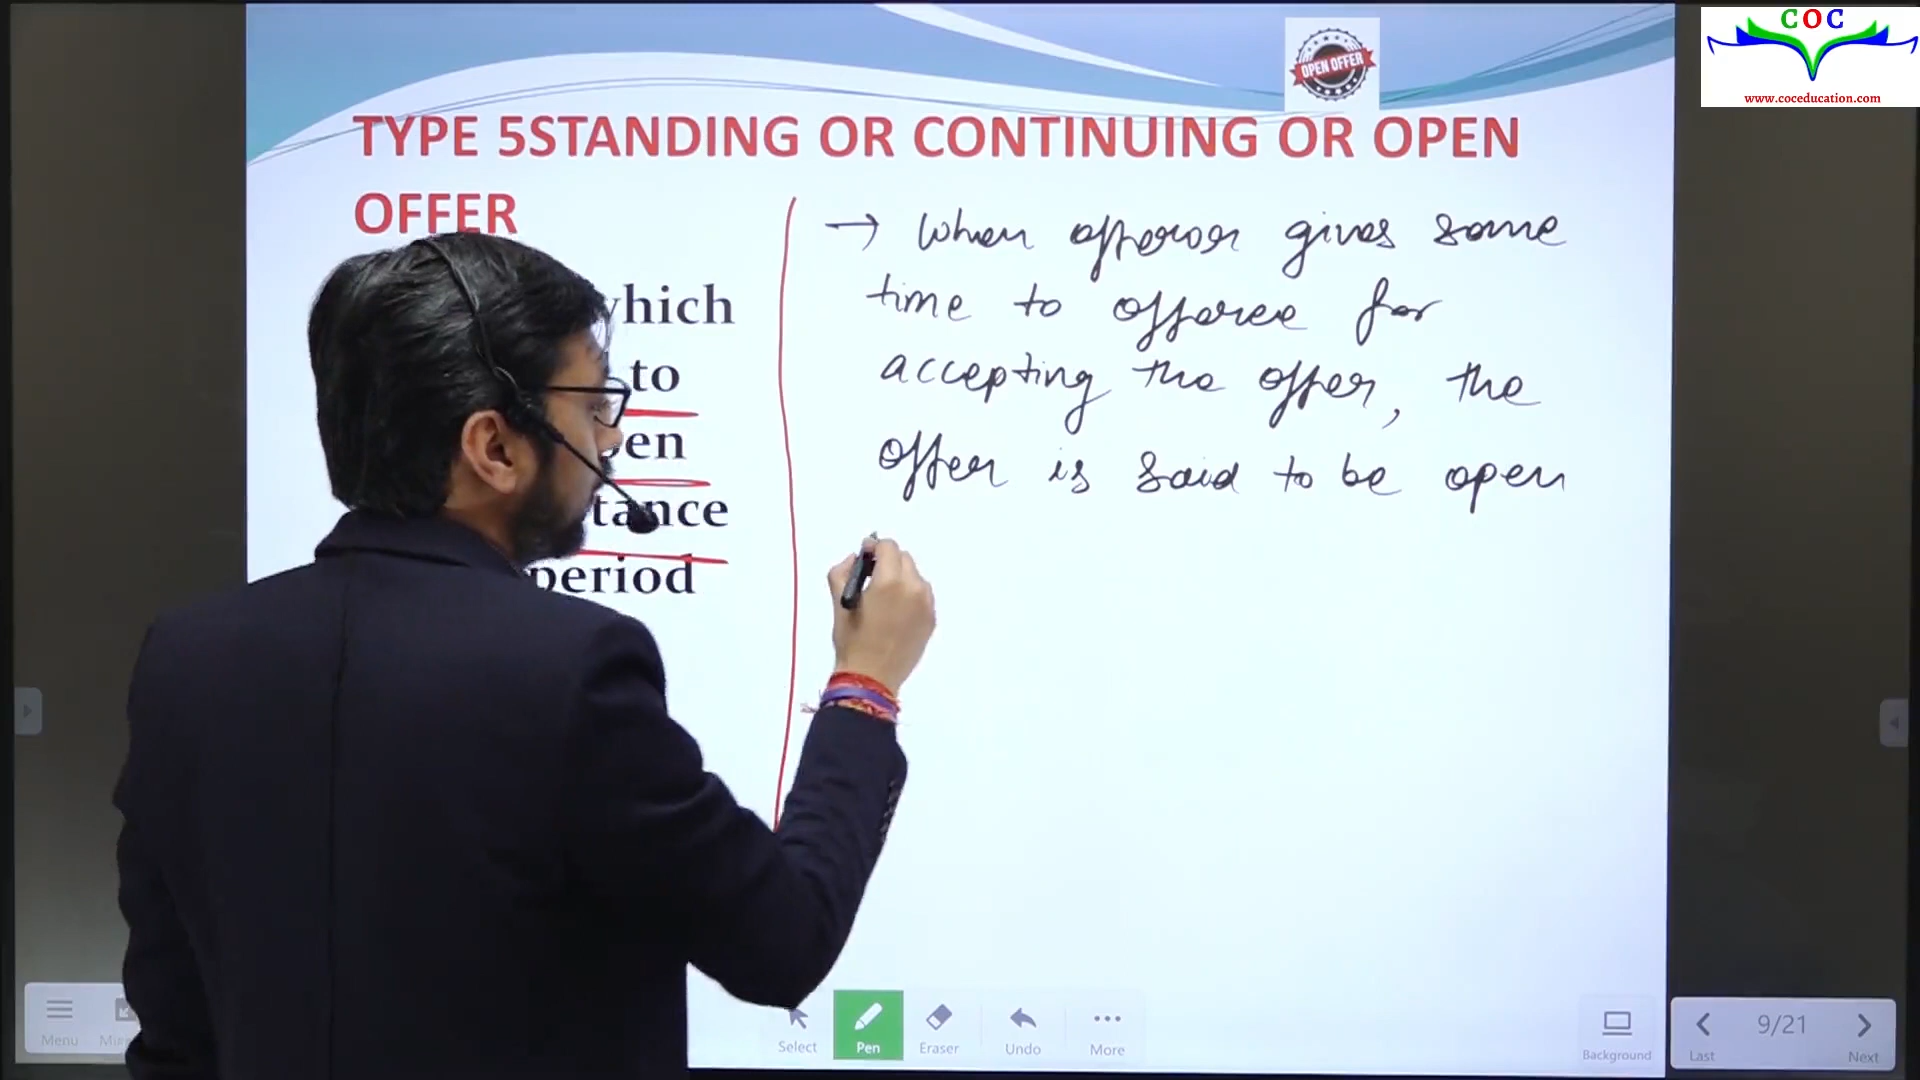 COC
www.coceducation.com
OPEN OFFER
TYPE 5STANDING OR CONTINUING OR OPEN
OFFER
which
to
tance
period
→ When offeror gives some
time to offeree for
accepting the offer, the
offer is said to be open
Menu
Select
Pen
Eraser
Undo
More
Background
9/21
Last
Next